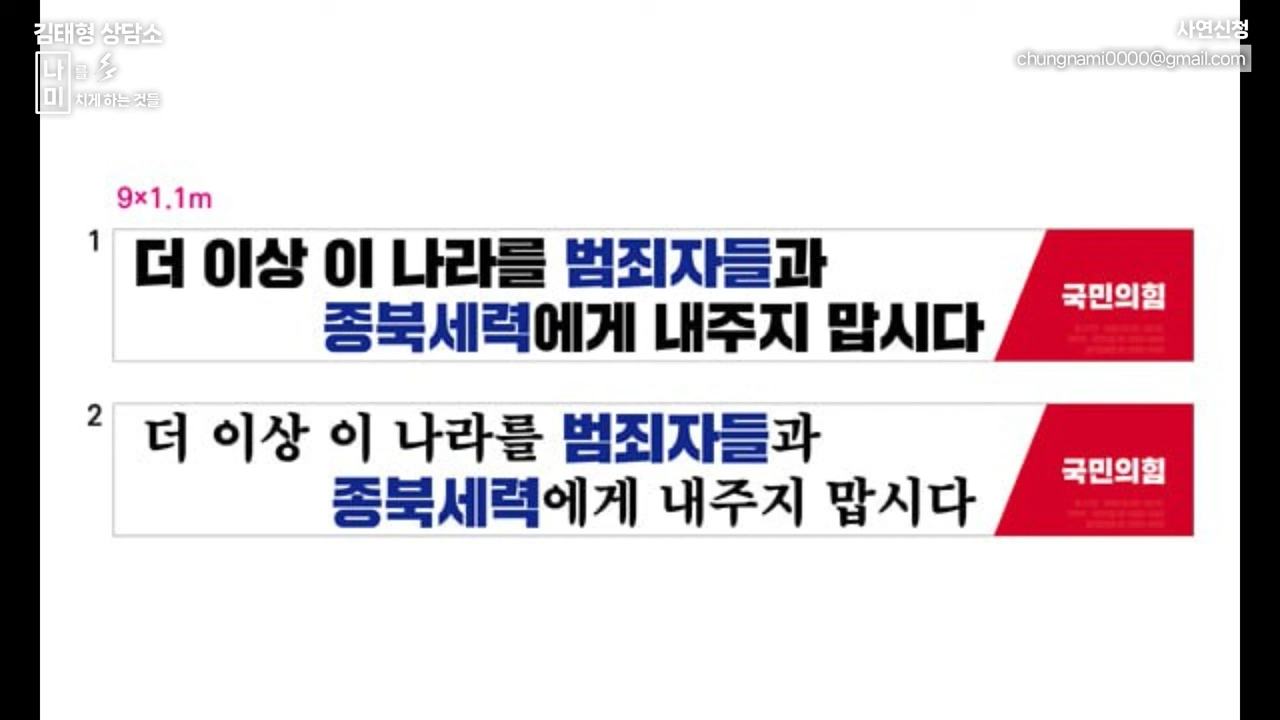 김태형 상담소
나를
미치게 하는 것들
사연신청
chungnami0000@gmail.com
9×1.1m
1
더 이상 이 나라를 범죄자들과
종북세력에게 내주지 맙시다
국민의힘
2
더 이상 이 나라를 범죄자들과
종북세력에게 내주지 맙시다
국민의힘